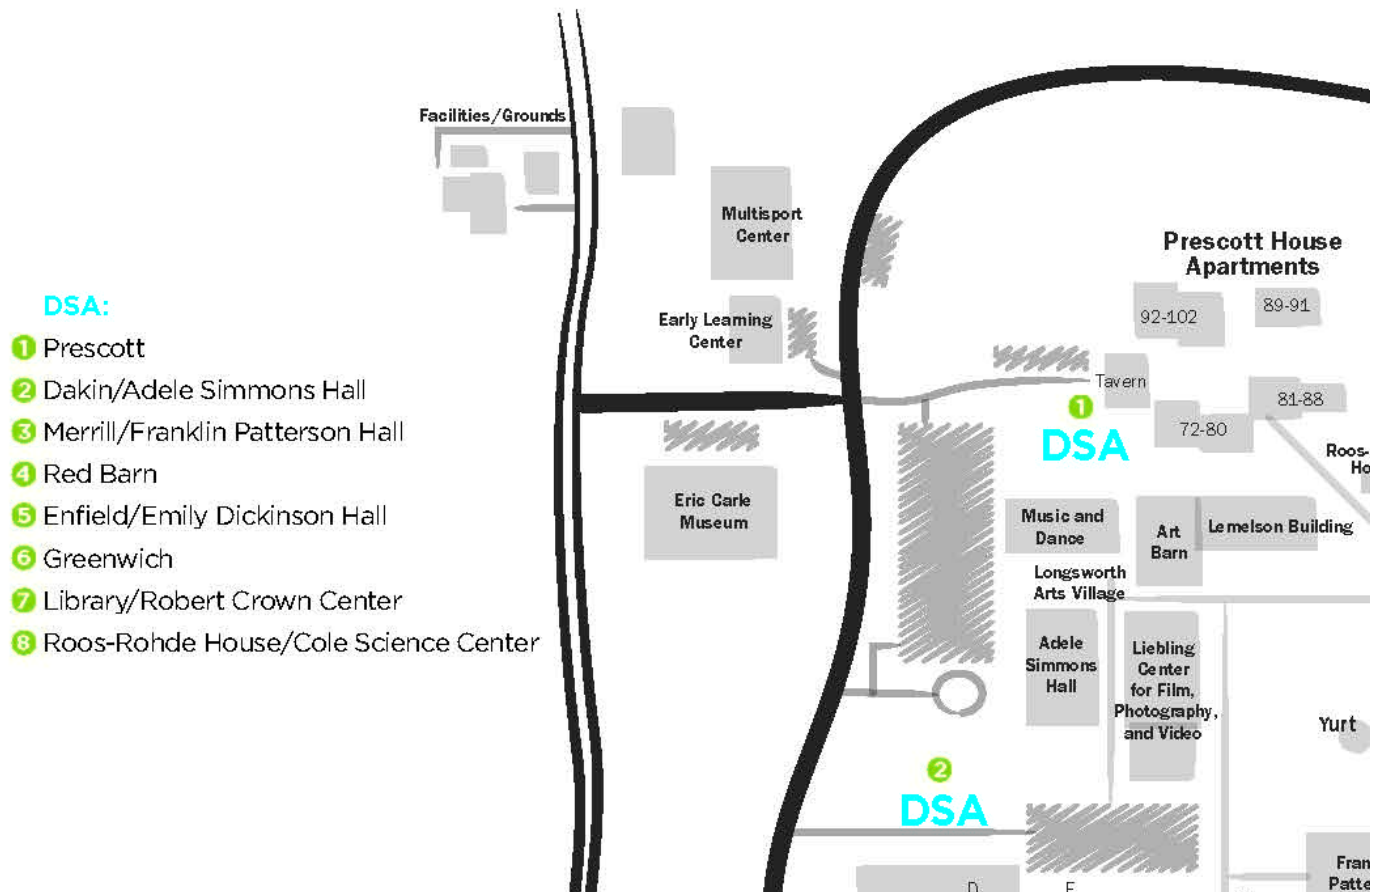 Facilities/Grounds
Multisport
Center
Prescott House
Apartments
92-102
89-91
DSA:
Early Learning
Center
1 Prescott
Tavern
2 Dakin/Adele Simmons Hall
81-88
1
3 Merrill/Franklin Patterson Hall
72-80
DSA
Roos-
Ho
4 Red Barn
Eric Carle
Museum
5 Enfield/Emily Dickinson Hall
Music and
Dance
Art
Barn
Lemelson Building
6 Greenwich
Longsworth
Arts Village
7 Library/Robert Crown Center
8 Roos-Rohde House/Cole Science Center
Adele
Simmons
Hall
Liebling
Center
for Film,
Photography,
and Video
Yurt
2
DSA
Fran
Patte
D